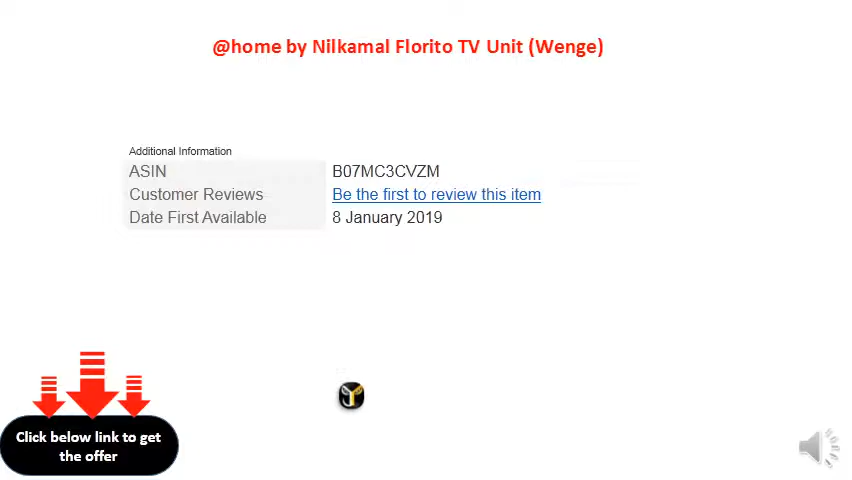 @home by Nilkamal Florito TV Unit (Wenge)
Additional Information
ASIN B07MC3CVZM
Customer Reviews Be the first to review this item
Date First Available 8 January 2019
Click below link to get
the offer